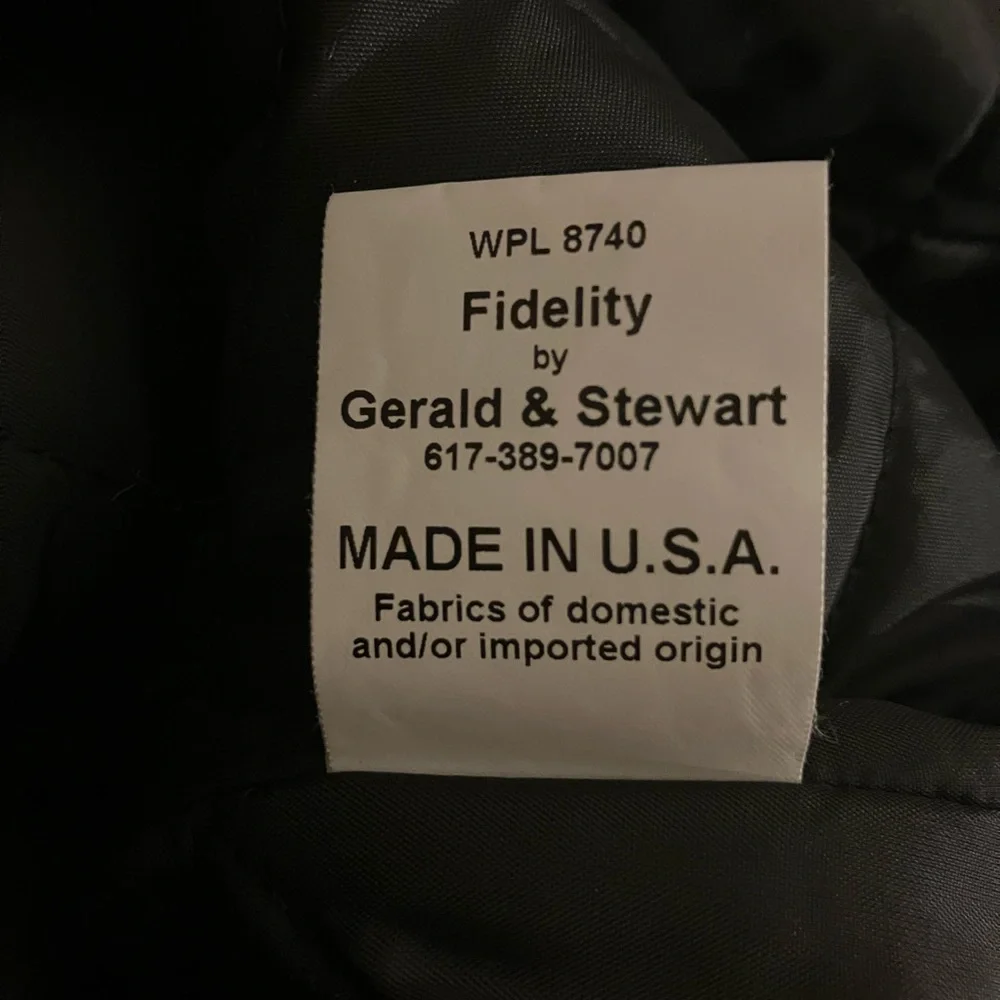 WPL 8740
Fidelity
by
Gerald & Stewart
617-389-7007
MADE IN U.S.A.
Fabrics of domestic
and/or imported origin